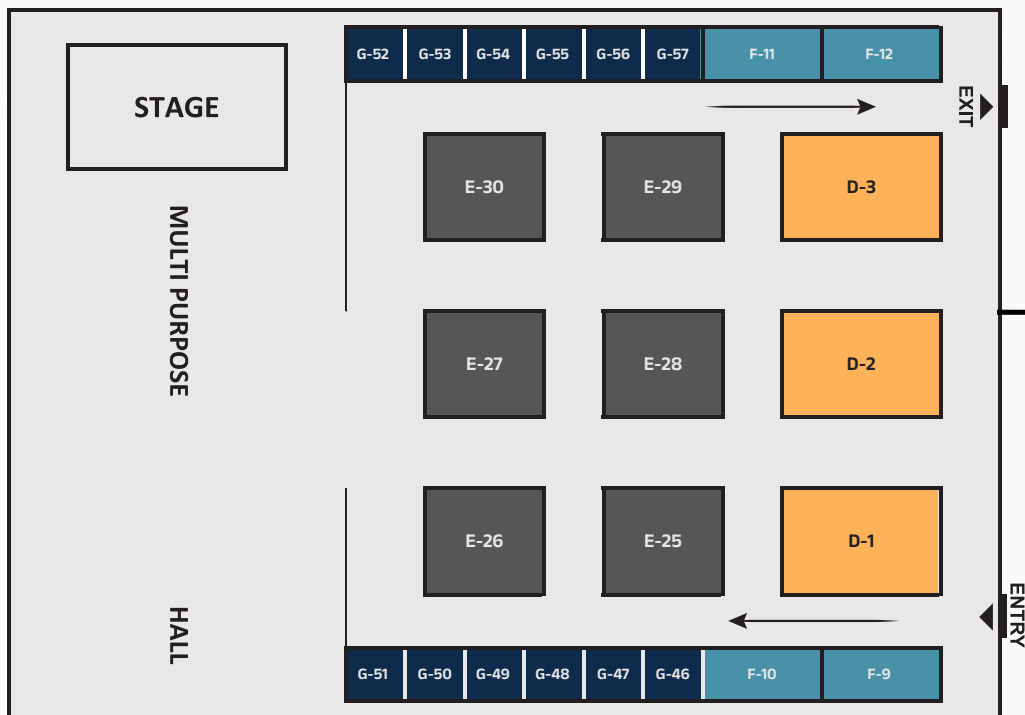 G-52 G-53 G-54 G-55 G-56 G-57 F-11 F-12
STAGE
EXIT
E-30 E-29 D-3
MULTI PURPOSE
E-27 E-28 D-2
E-26 E-25 D-1
HALL
ENTRY
G-51 G-50 G-49 G-48 G-47 G-46 F-10 F-9